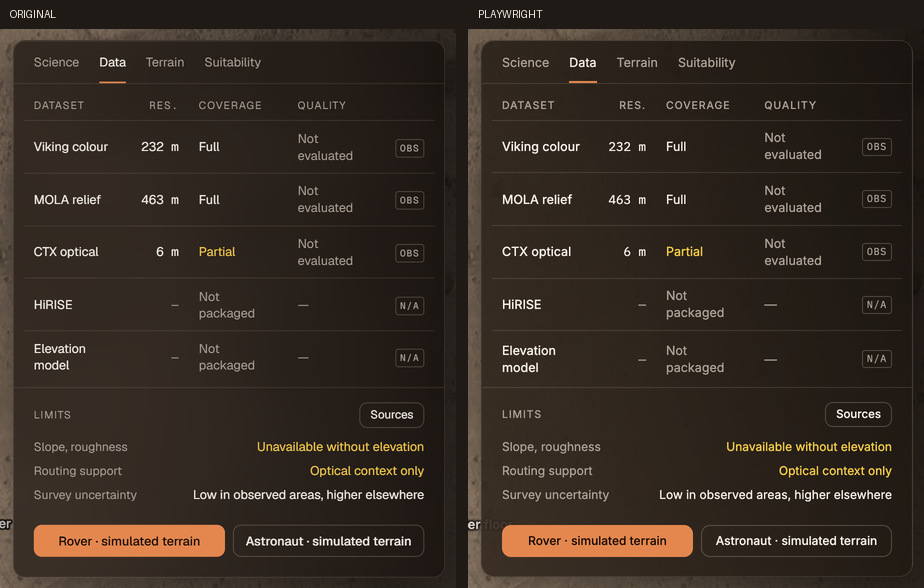 ORIGINAL
Science Data Terrain Suitability
DATASET RES. COVERAGE QUALITY
Viking colour 232 m Full Not evaluated OBS
MOLA relief 463 m Full Not evaluated OBS
CTX optical 6 m Partial Not evaluated OBS
HiRISE – Not packaged — N/A
Elevation model – Not packaged — N/A
LIMITS Sources
Slope, roughness Unavailable without elevation
Routing support Optical context only
Survey uncertainty Low in observed areas, higher elsewhere
er
Rover · simulated terrain Astronaut · simulated terrain
PLAYWRIGHT
Science Data Terrain Suitability
DATASET RES. COVERAGE QUALITY
Viking colour 232 m Full Not evaluated OBS
MOLA relief 463 m Full Not evaluated OBS
CTX optical 6 m Partial Not evaluated OBS
HiRISE – Not packaged — N/A
Elevation model – Not packaged — N/A
LIMITS Sources
Slope, roughness Unavailable without elevation
Routing support Optical context only
Survey uncertainty Low in observed areas, higher elsewhere
er floor
Rover · simulated terrain Astronaut · simulated terrain